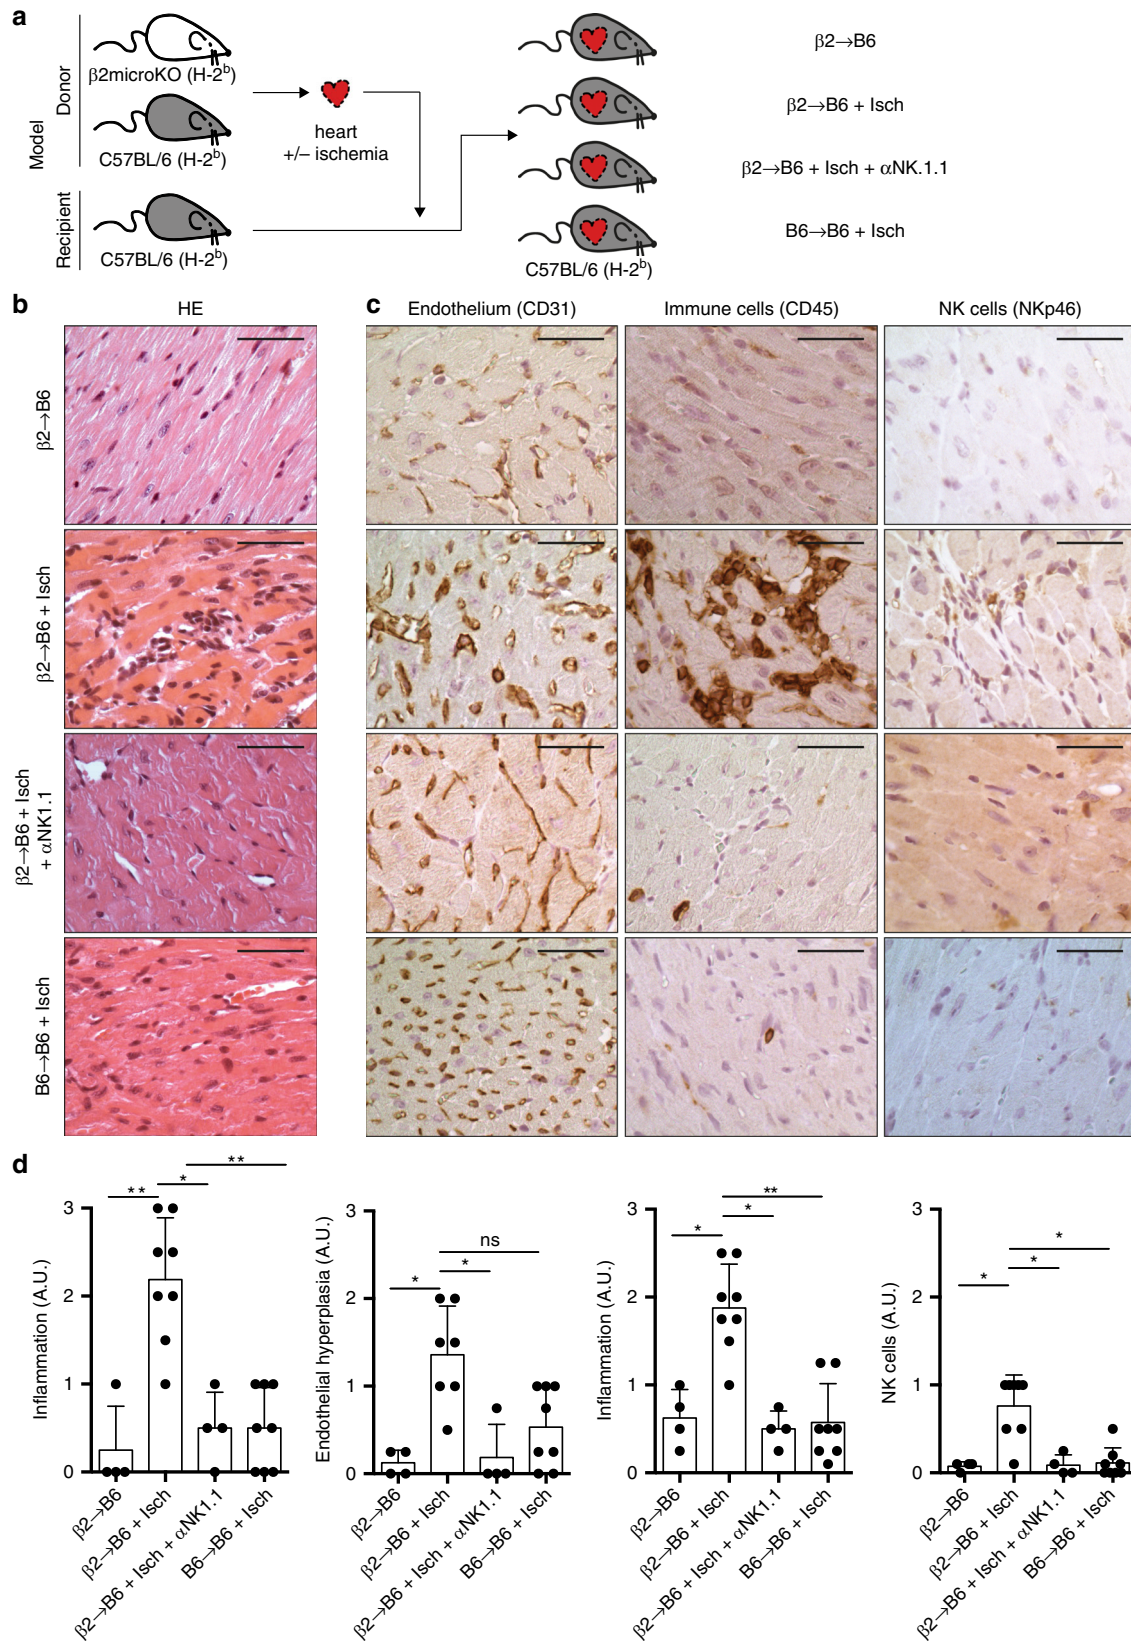 a
Model
Donor
Recipient
β2microKO (H-2ᵇ)
C57BL/6 (H-2ᵇ)
C57BL/6 (H-2ᵇ)
heart
+/− ischemia
C57BL/6 (H-2ᵇ)
β2→B6
β2→B6 + Isch
β2→B6 + Isch + αNK.1.1
B6→B6 + Isch
b
HE
c
Endothelium (CD31)
Immune cells (CD45)
NK cells (NKp46)
β2→B6
β2→B6 + Isch
β2→B6 + Isch
+ αNK1.1
B6→B6 + Isch
d
Inflammation (A.U.)
3
2
1
0
**
*
**
β2→B6
β2→B6 + Isch
β2→B6 + Isch + αNK1.1
B6→B6 + Isch
Endothelial hyperplasia (A.U.)
3
2
1
0
*
*
ns
β2→B6
β2→B6 + Isch
β2→B6 + Isch + αNK1.1
B6→B6 + Isch
Inflammation (A.U.)
3
2
1
0
*
*
**
β2→B6
β2→B6 + Isch
β2→B6 + Isch + αNK1.1
B6→B6 + Isch
NK cells (A.U.)
3
2
1
0
*
*
*
β2→B6
β2→B6 + Isch
β2→B6 + Isch + αNK1.1
B6→B6 + Isch